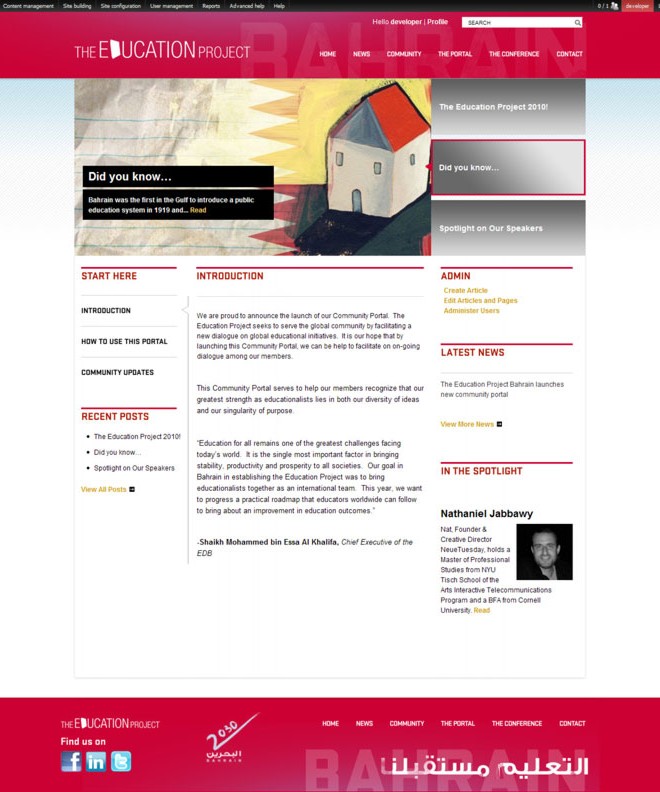 Content management Site building Site configuration User management Reports Advanced help Help 0 / 1 developer
Hello developer | Profile SEARCH
THE EDUCATION PROJECT
BAHRAIN
HOME NEWS COMMUNITY THE PORTAL THE CONFERENCE CONTACT
Did you know...
Bahrain was the first in the Gulf to introduce a public
education system in 1919 and... Read
The Education Project 2010!
Did you know...
Spotlight on Our Speakers
START HERE
INTRODUCTION
HOW TO USE THIS PORTAL
COMMUNITY UPDATES
RECENT POSTS
The Education Project 2010!
Did you know...
Spotlight on Our Speakers
View All Posts
INTRODUCTION
We are proud to announce the launch of our Community Portal. The
Education Project seeks to serve the global community by facilitating a
new dialogue on global educational initiatives. It is our hope that by
launching this Community Portal, we can be help to facilitate on on-going
dialogue among our members.
This Community Portal serves to help our members recognize that our
greatest strength as educationalists lies in both our diversity of ideas
and our singularity of purpose.
"Education for all remains one of the greatest challenges facing
today's world. It is the single most important factor in bringing
stability, productivity and prosperity to all societies. Our goal in
Bahrain in establishing the Education Project was to bring
educationalists together as an international team. This year, we want
to progress a practical roadmap that educators worldwide can follow
to bring about an improvement in education outcomes."
-Shaikh Mohammed bin Essa Al Khalifa, Chief Executive of the
EDB
ADMIN
Create Article
Edit Articles and Pages
Administer Users
LATEST NEWS
The Education Project Bahrain launches
new community portal
View More News
IN THE SPOTLIGHT
Nathaniel Jabbawy
Nat, Founder &
Creative Director
NeueTuesday, holds a
Master of Professional
Studies from NYU
Tisch School of the
Arts Interactive Telecommunications
Program and a BFA from Cornell
University. Read
THE EDUCATION PROJECT
Find us on
2030
البحرين
Bahrain
HOME NEWS COMMUNITY THE PORTAL THE CONFERENCE CONTACT
BAHRAIN
التعليم مستقبلنا